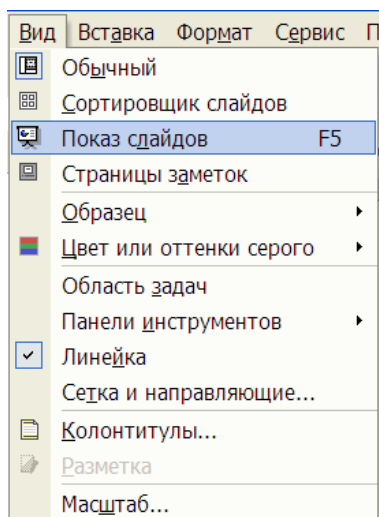 Вид Вставка Формат Сервис П
Обычный
Сортировщик слайдов
Показ слайдов F5
Страницы заметок
Образец
Цвет или оттенки серого
Область задач
Панели инструментов
Линейка
Сетка и направляющие...
Колонтитулы...
Разметка
Масштаб...